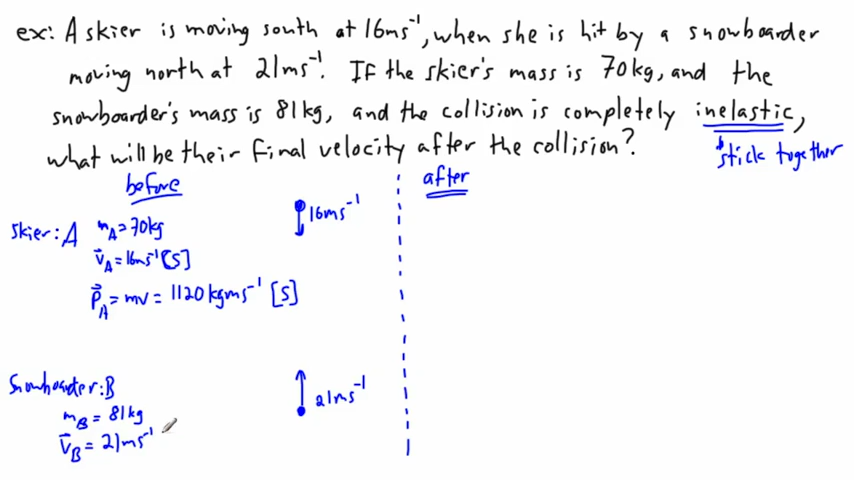 ex: A skier is moving south at 16ms⁻¹, when she is hit by a snowboarder
moving north at 21ms⁻¹. If the skier's mass is 70kg, and the
snowboarder's mass is 81kg, and the collision is completely inelastic,
what will be their final velocity after the collision?
↳ stick together
before
after
Skier: A
m_A = 70kg
16ms⁻¹
v⃗_A = 16ms⁻¹ [S]
p⃗_A = mv = 1120 kgms⁻¹ [S]
Snowboarder: B
21ms⁻¹
m_B = 81kg
v⃗_B = 21ms⁻¹